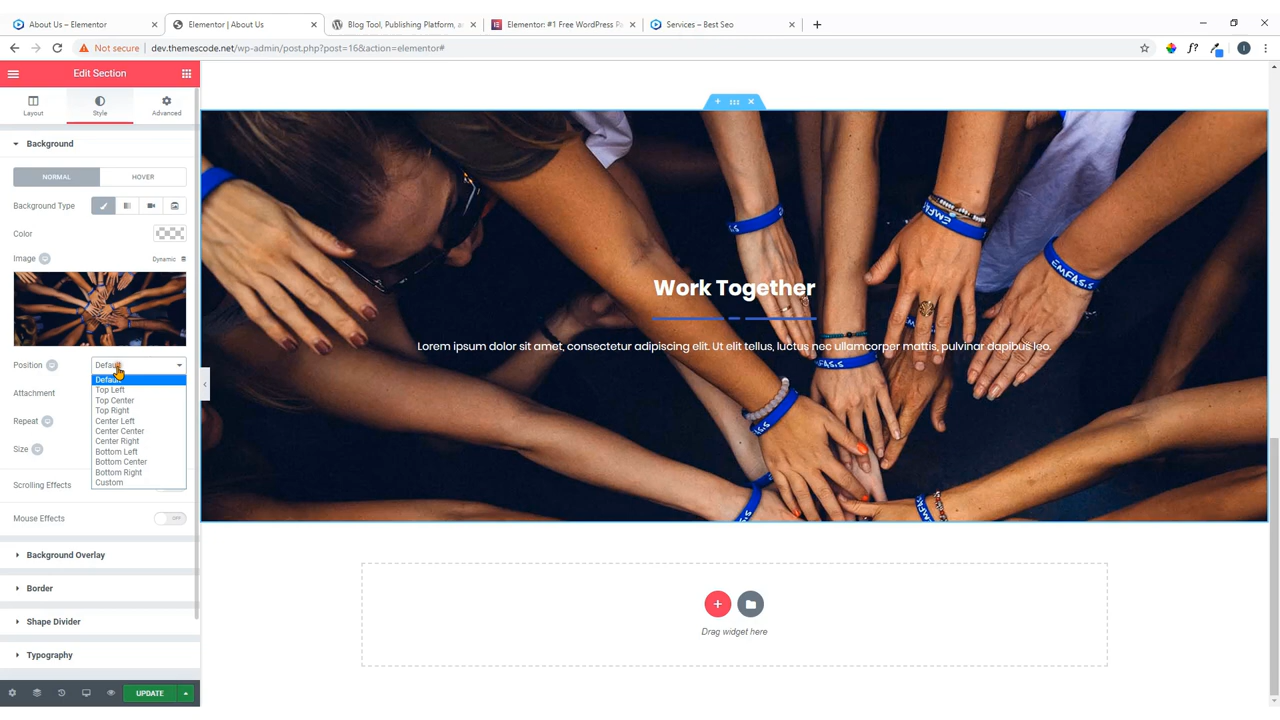 About Us – Elementor
Elementor | About Us
Blog Tool, Publishing Platform, a
Elementor: #1 Free WordPress P
Services – Best Seo
Not secure
dev.themescode.net/wp-admin/post.php?post=16&action=elementor#
f?
I
Edit Section
Layout
Style
Advanced
Background
NORMAL
HOVER
Background Type
Color
Image
Dynamic
Position
Default
Default
Top Left
Top Center
Top Right
Center Left
Center Center
Center Right
Bottom Left
Bottom Center
Bottom Right
Custom
Attachment
Repeat
Size
Scrolling Effects
Mouse Effects
OFF
Background Overlay
Border
Shape Divider
Typography
UPDATE
EMFASIS
EMFASIS
Work Together
Lorem ipsum dolor sit amet, consectetur adipiscing elit. Ut elit tellus, luctus nec ullamcorper mattis, pulvinar dapibus leo.
Drag widget here